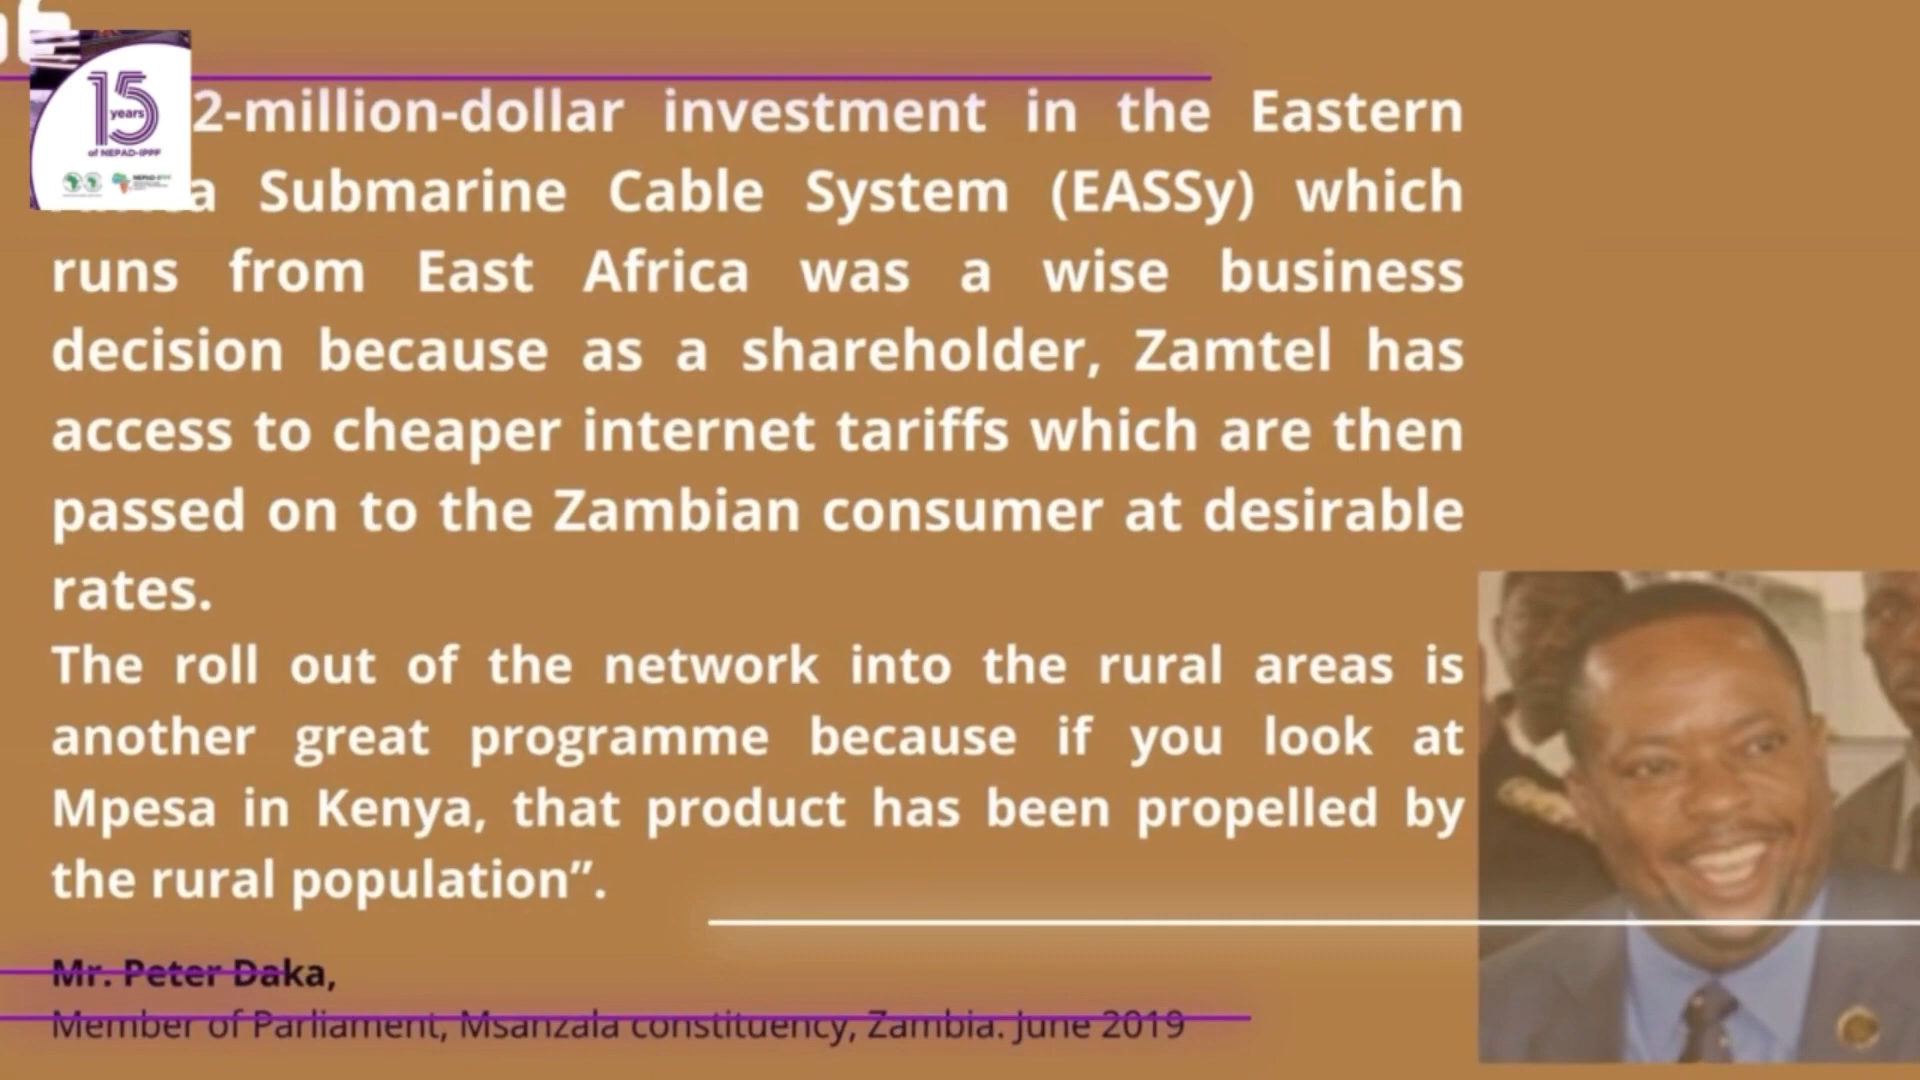 15
years
of NEPAD-IPPF
2-million-dollar investment in the Eastern
Submarine Cable System (EASSy) which
runs from East Africa was a wise business
decision because as a shareholder, Zamtel has
access to cheaper internet tariffs which are then
passed on to the Zambian consumer at desirable
rates.
The roll out of the network into the rural areas is
another great programme because if you look at
Mpesa in Kenya, that product has been propelled by
the rural population”.
Mr. Peter Daka,
Member of Parliament, Msanzala constituency, Zambia. June 2019